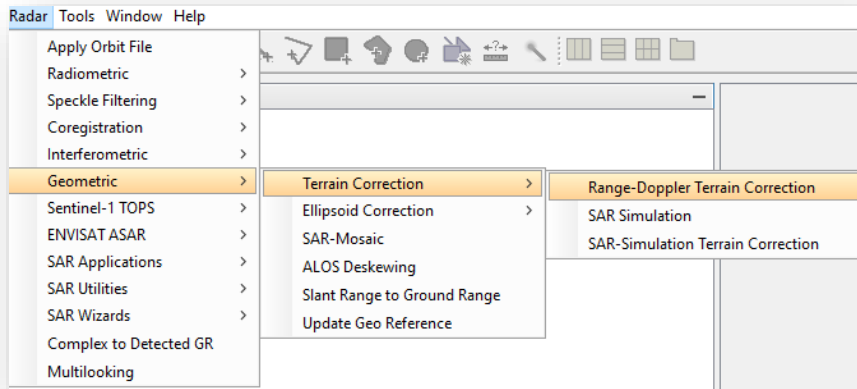 Radar Tools Window Help
Apply Orbit File
Radiometric
Speckle Filtering
Coregistration
Interferometric
Geometric
Sentinel-1 TOPS
ENVISAT ASAR
SAR Applications
SAR Utilities
SAR Wizards
Complex to Detected GR
Multilooking
Terrain Correction
Ellipsoid Correction
SAR-Mosaic
ALOS Deskewing
Slant Range to Ground Range
Update Geo Reference
Range-Doppler Terrain Correction
SAR Simulation
SAR-Simulation Terrain Correction